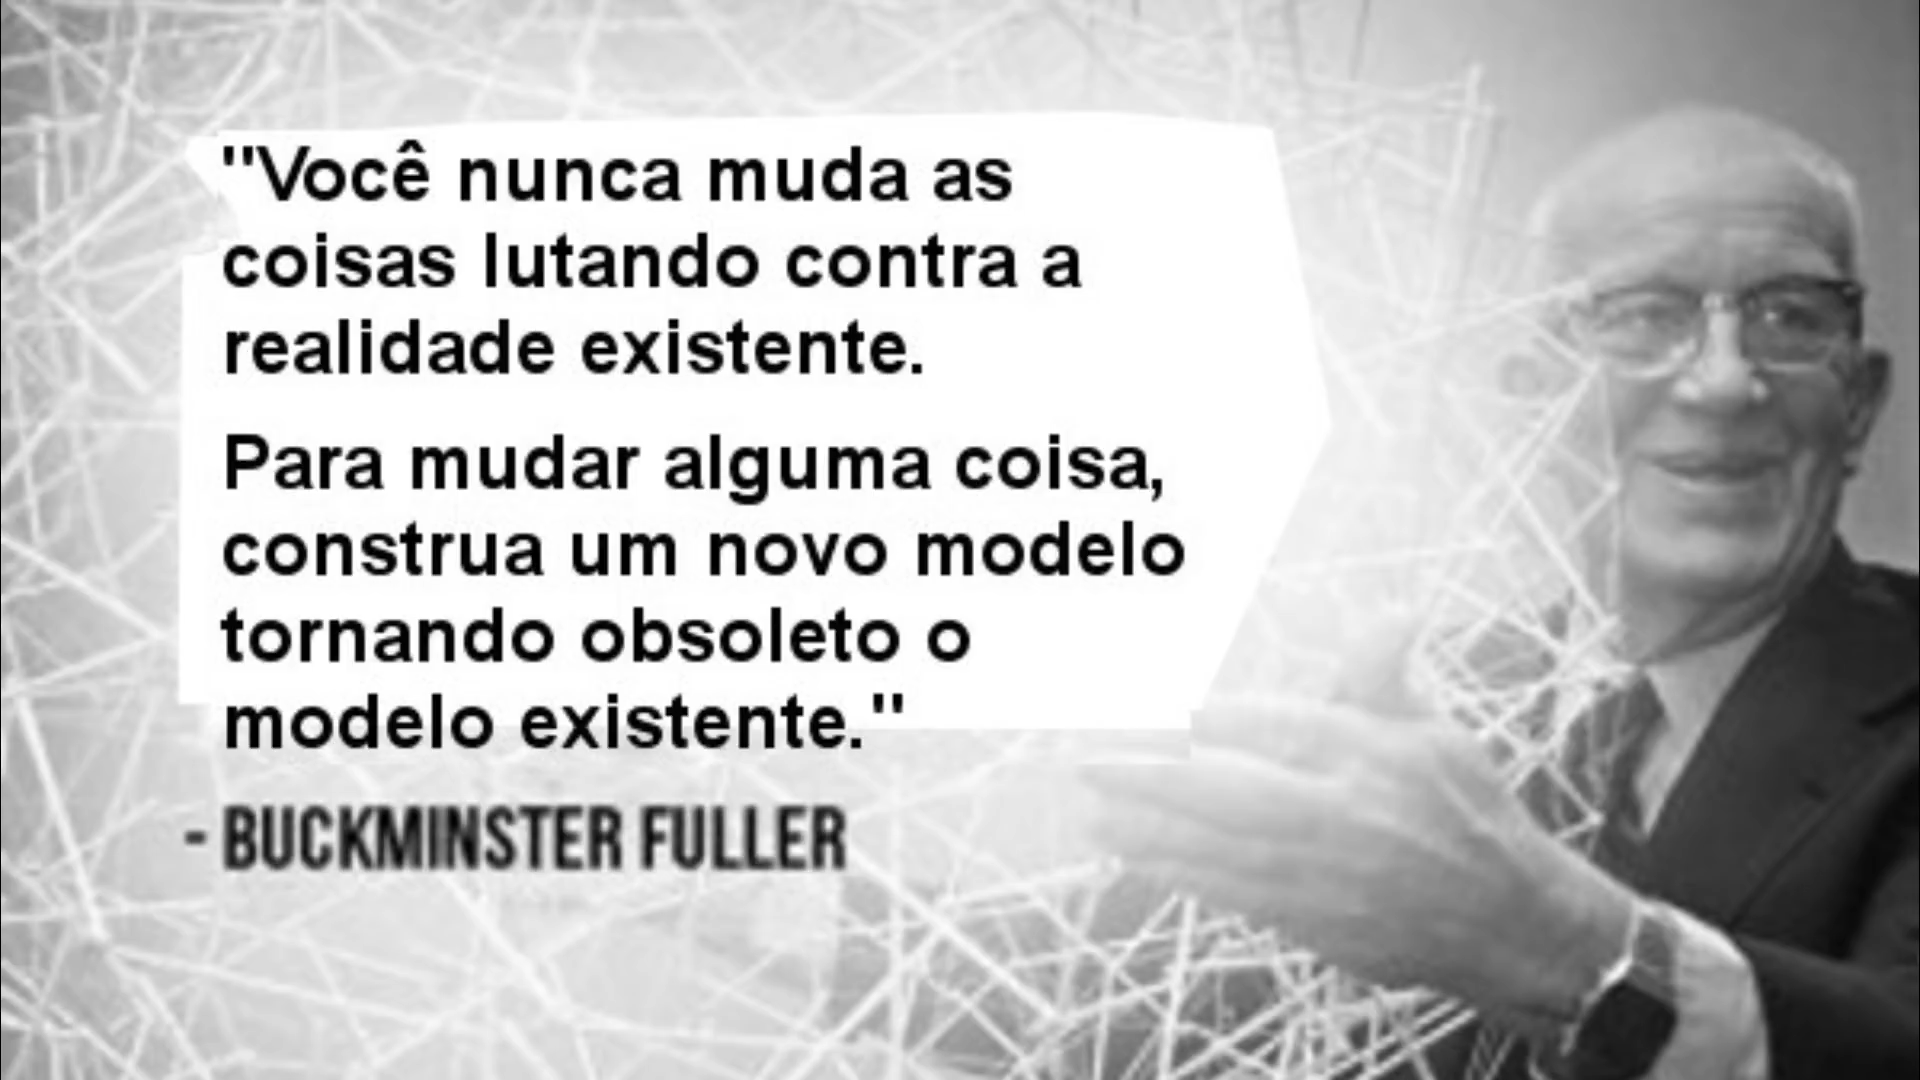 "Você nunca muda as
coisas lutando contra a
realidade existente.
Para mudar alguma coisa,
construa um novo modelo
tornando obsoleto o
modelo existente."
- BUCKMINSTER FULLER